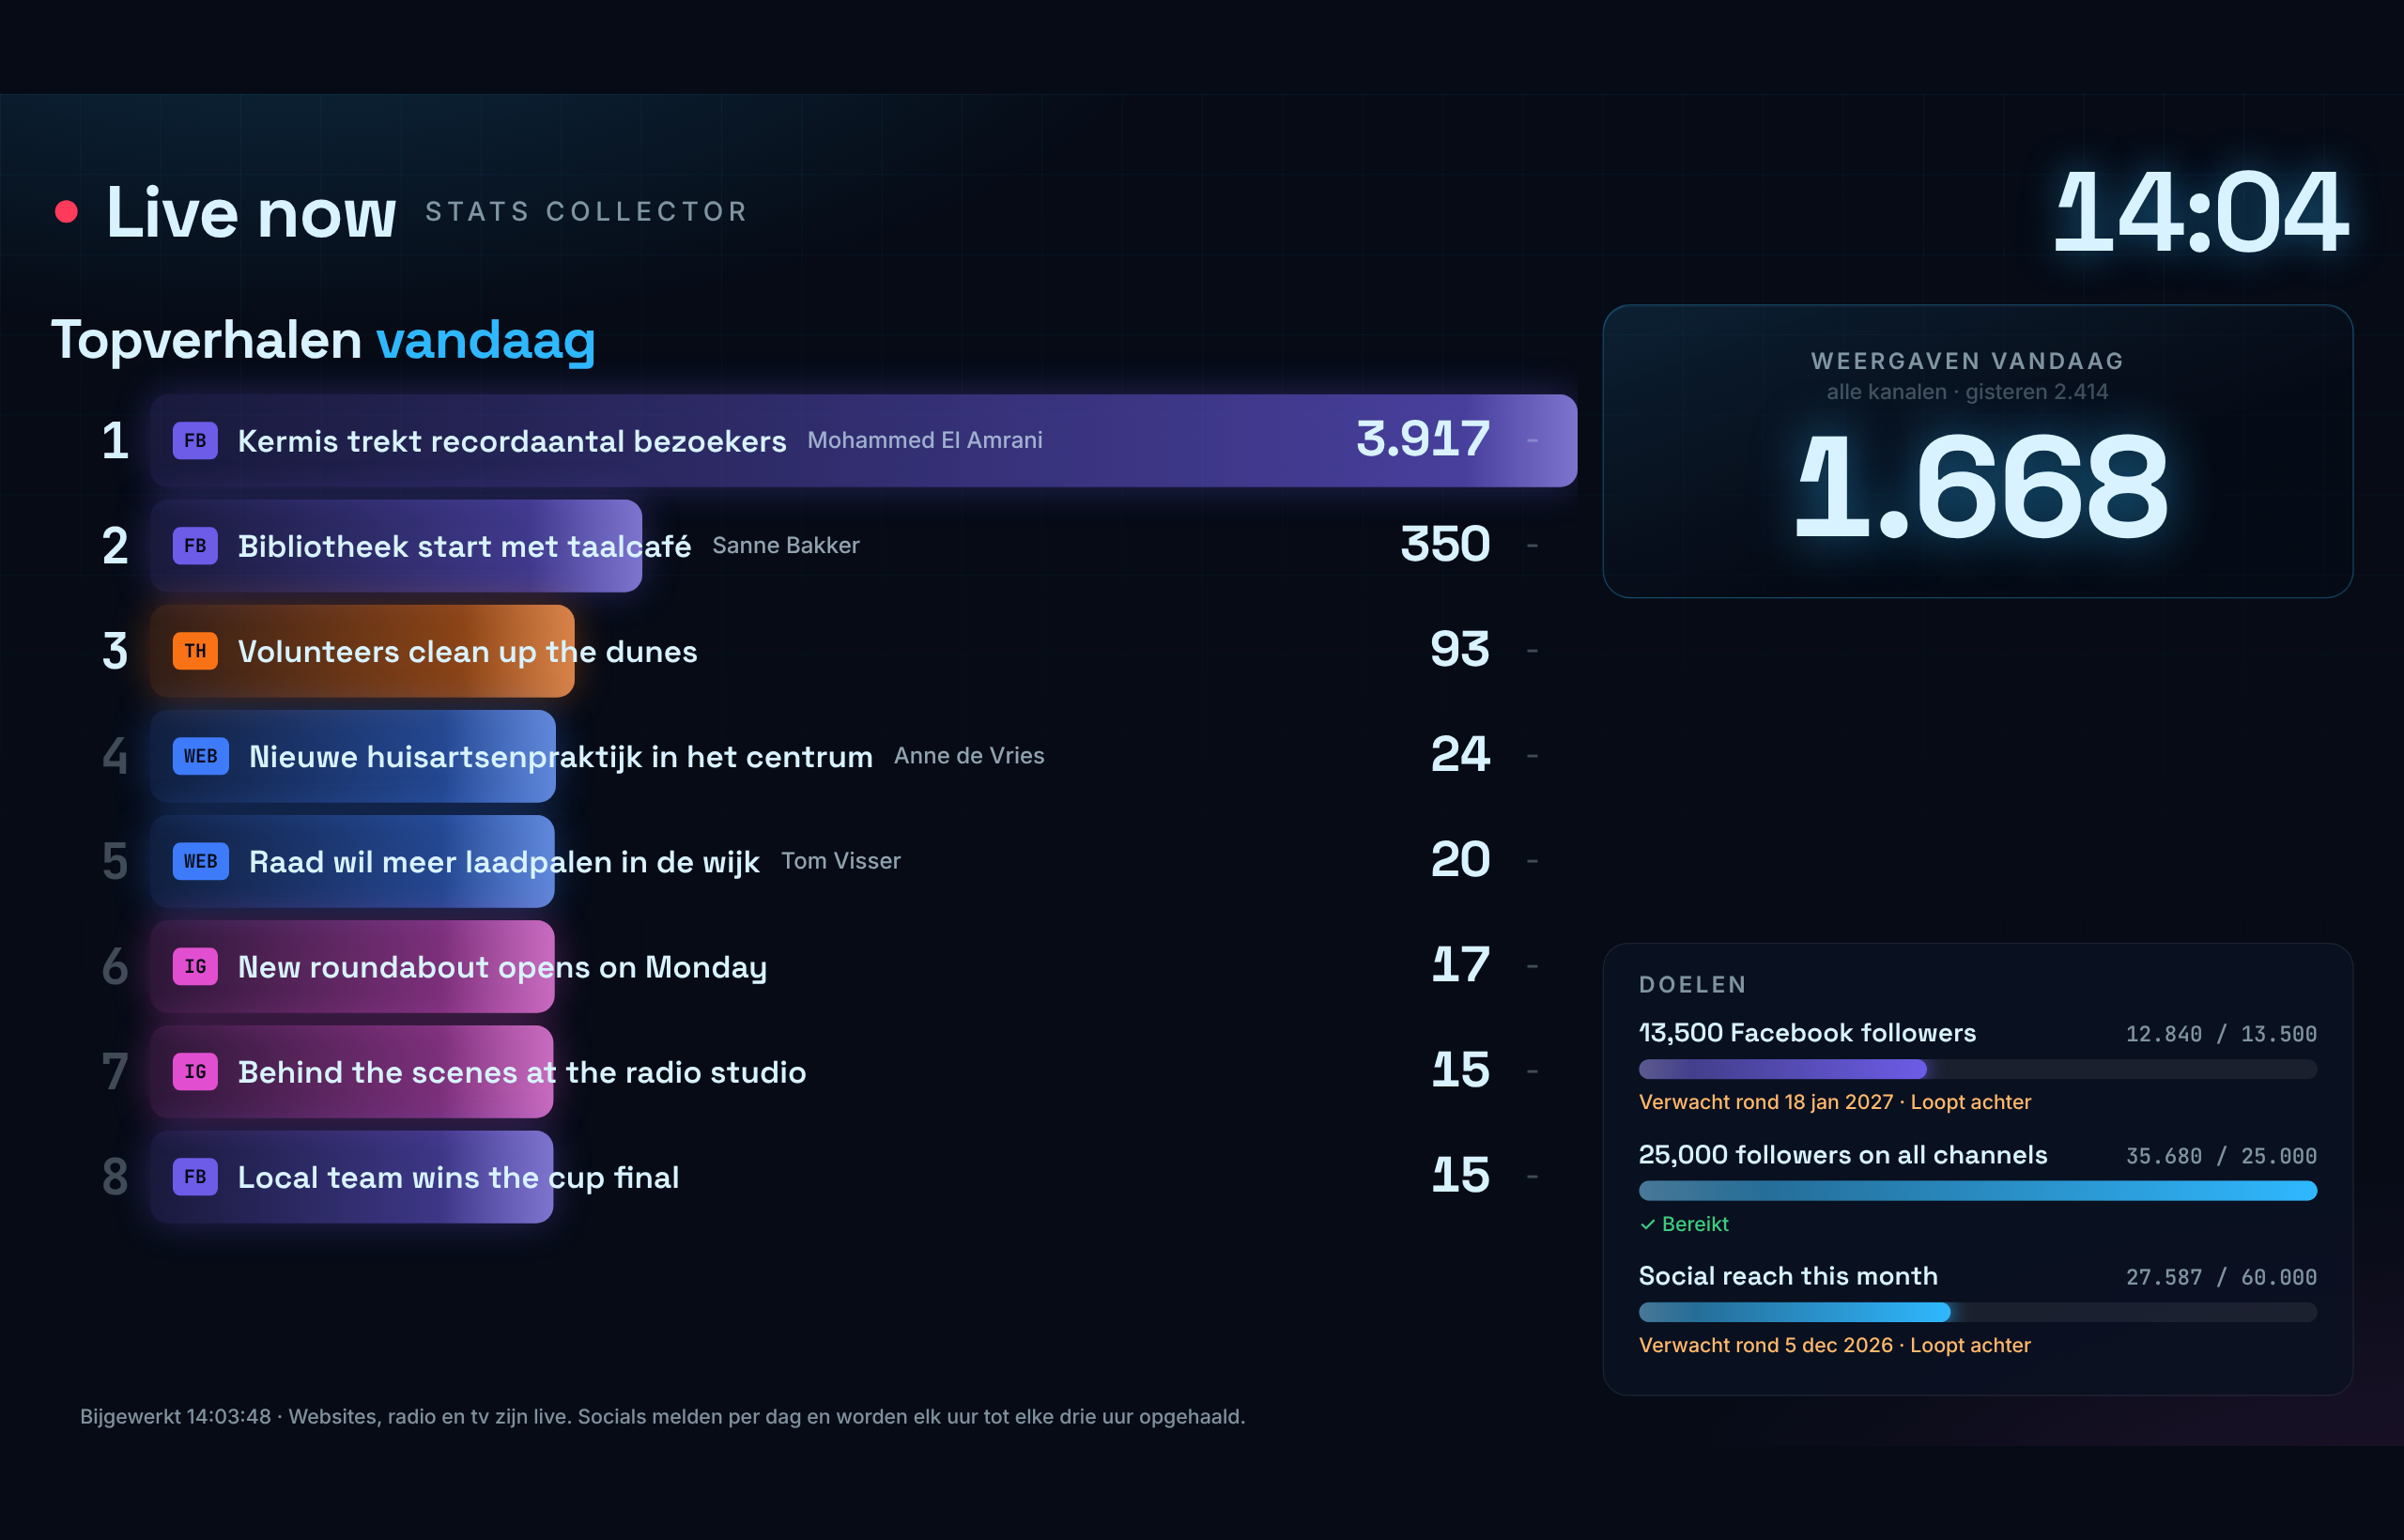 Live now STATS COLLECTOR
14:04
Topverhalen vandaag
1 FB Kermis trekt recordaantal bezoekers Mohammed El Amrani 3.917 -
2 FB Bibliotheek start met taalcafé Sanne Bakker 350 -
3 TH Volunteers clean up the dunes 93 -
4 WEB Nieuwe huisartsenpraktijk in het centrum Anne de Vries 24 -
5 WEB Raad wil meer laadpalen in de wijk Tom Visser 20 -
6 IG New roundabout opens on Monday 17 -
7 IG Behind the scenes at the radio studio 15 -
8 FB Local team wins the cup final 15 -
WEERGAVEN VANDAAG
alle kanalen · gisteren 2.414
1.668
DOELEN
13,500 Facebook followers 12.840 / 13.500
Verwacht rond 18 jan 2027 · Loopt achter
25,000 followers on all channels 35.680 / 25.000
✓ Bereikt
Social reach this month 27.587 / 60.000
Verwacht rond 5 dec 2026 · Loopt achter
Bijgewerkt 14:03:48 · Websites, radio en tv zijn live. Socials melden per dag en worden elk uur tot elke drie uur opgehaald.